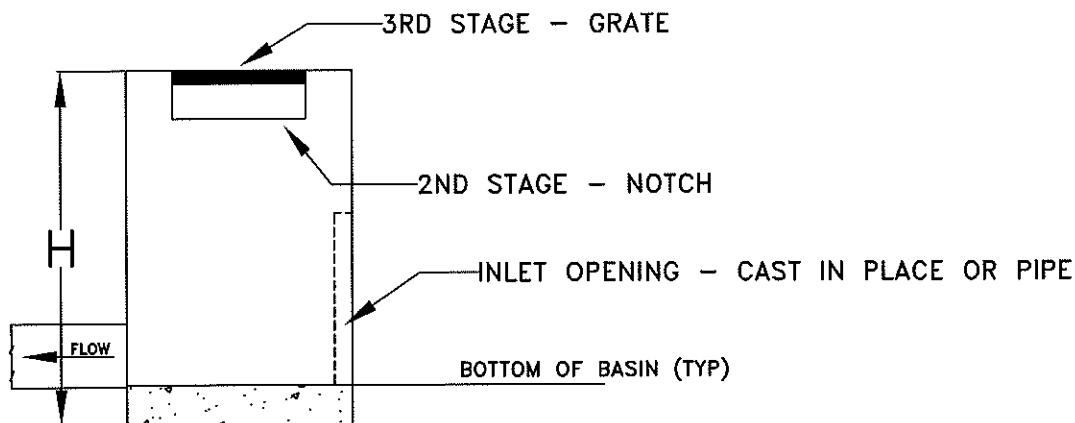 3RD STAGE - GRATE
2ND STAGE - NOTCH
H
INLET OPENING - CAST IN PLACE OR PIPE
FLOW
BOTTOM OF BASIN (TYP)